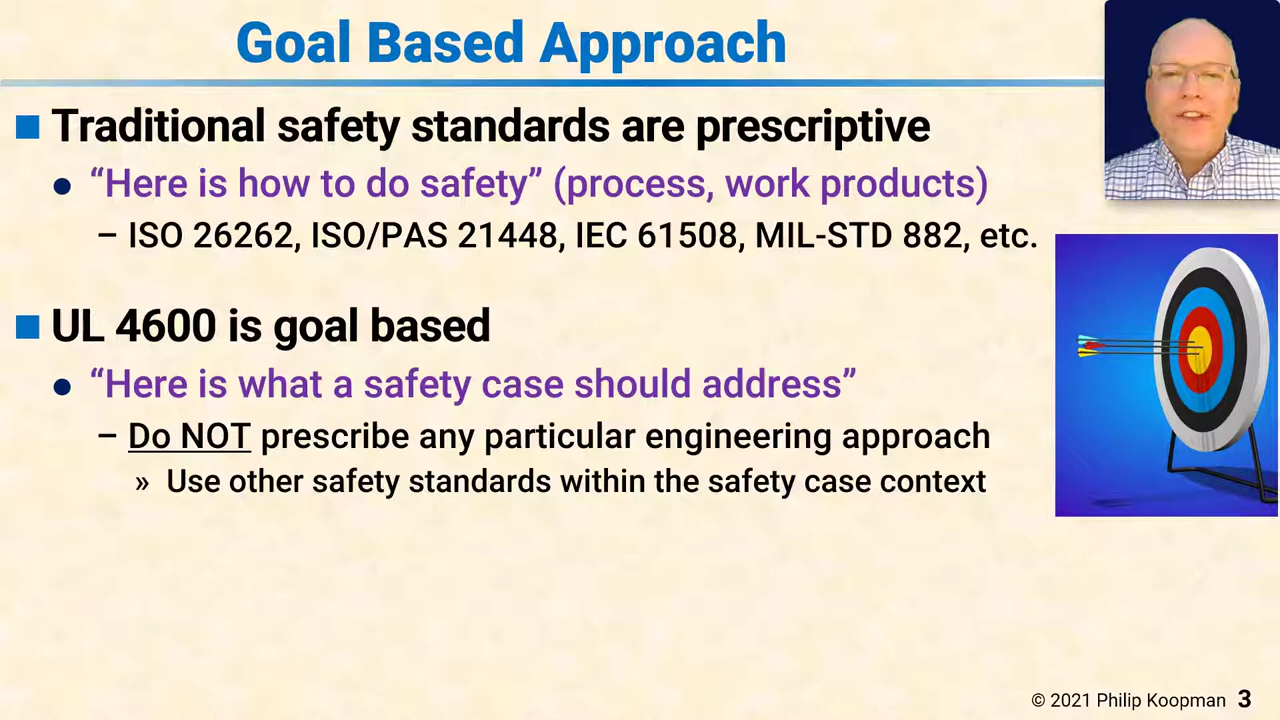 Goal Based Approach
■ Traditional safety standards are prescriptive
● “Here is how to do safety” (process, work products)
– ISO 26262, ISO/PAS 21448, IEC 61508, MIL-STD 882, etc.
■ UL 4600 is goal based
● “Here is what a safety case should address”
– Do NOT prescribe any particular engineering approach
» Use other safety standards within the safety case context
© 2021 Philip Koopman 3